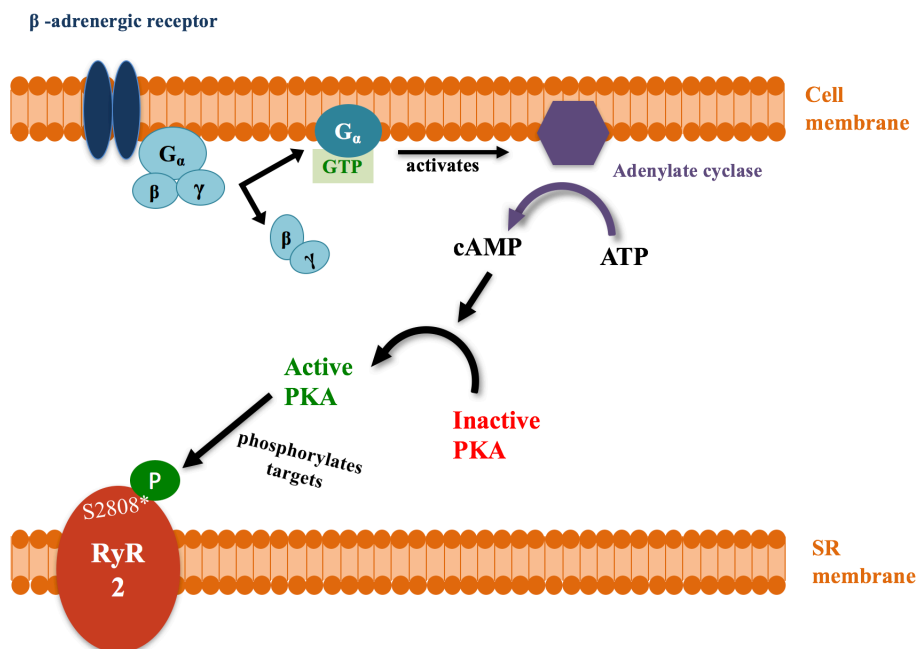 β -adrenergic receptor
Cell
membrane
Gα
β
γ
Gα
GTP
activates
Adenylate cyclase
β
γ
cAMP
ATP
Active
PKA
Inactive
PKA
phosphorylates
targets
P
S2808*
RyR
2
SR
membrane